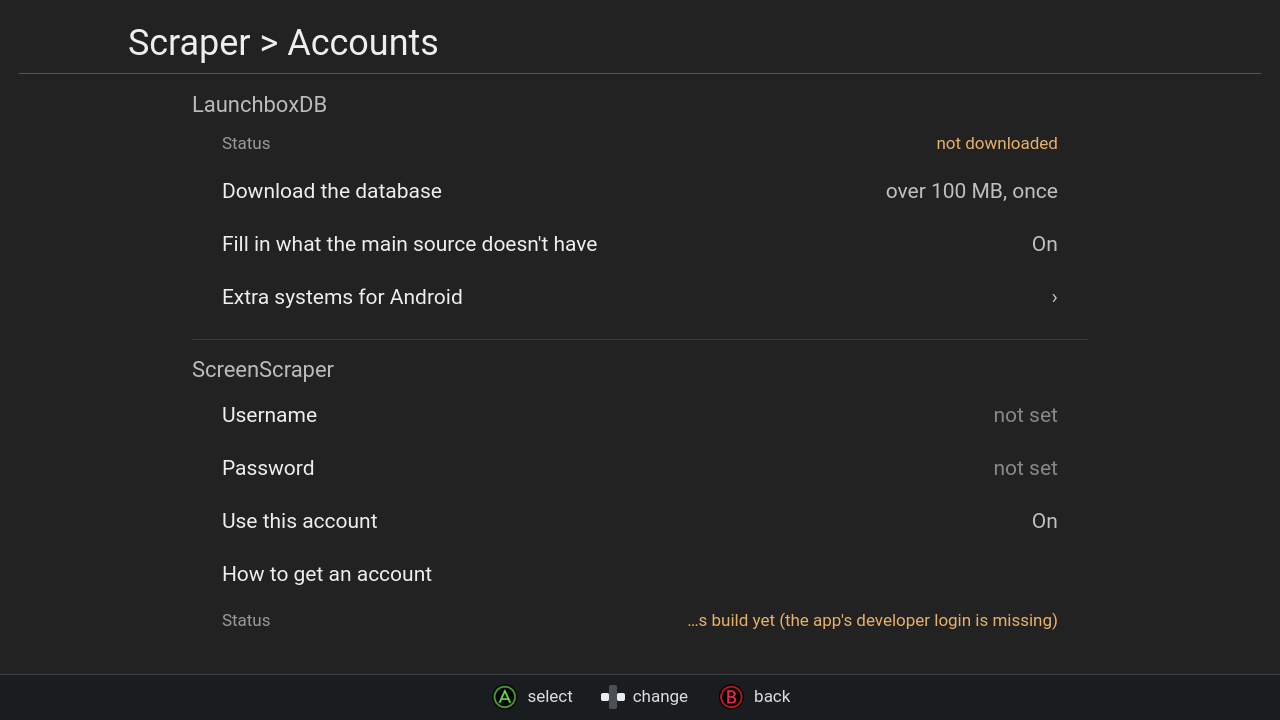 Scraper > Accounts
LaunchboxDB
Status not downloaded
Download the database over 100 MB, once
Fill in what the main source doesn't have On
Extra systems for Android ›
ScreenScraper
Username not set
Password not set
Use this account On
How to get an account
Status …s build yet (the app's developer login is missing)
A select change B back